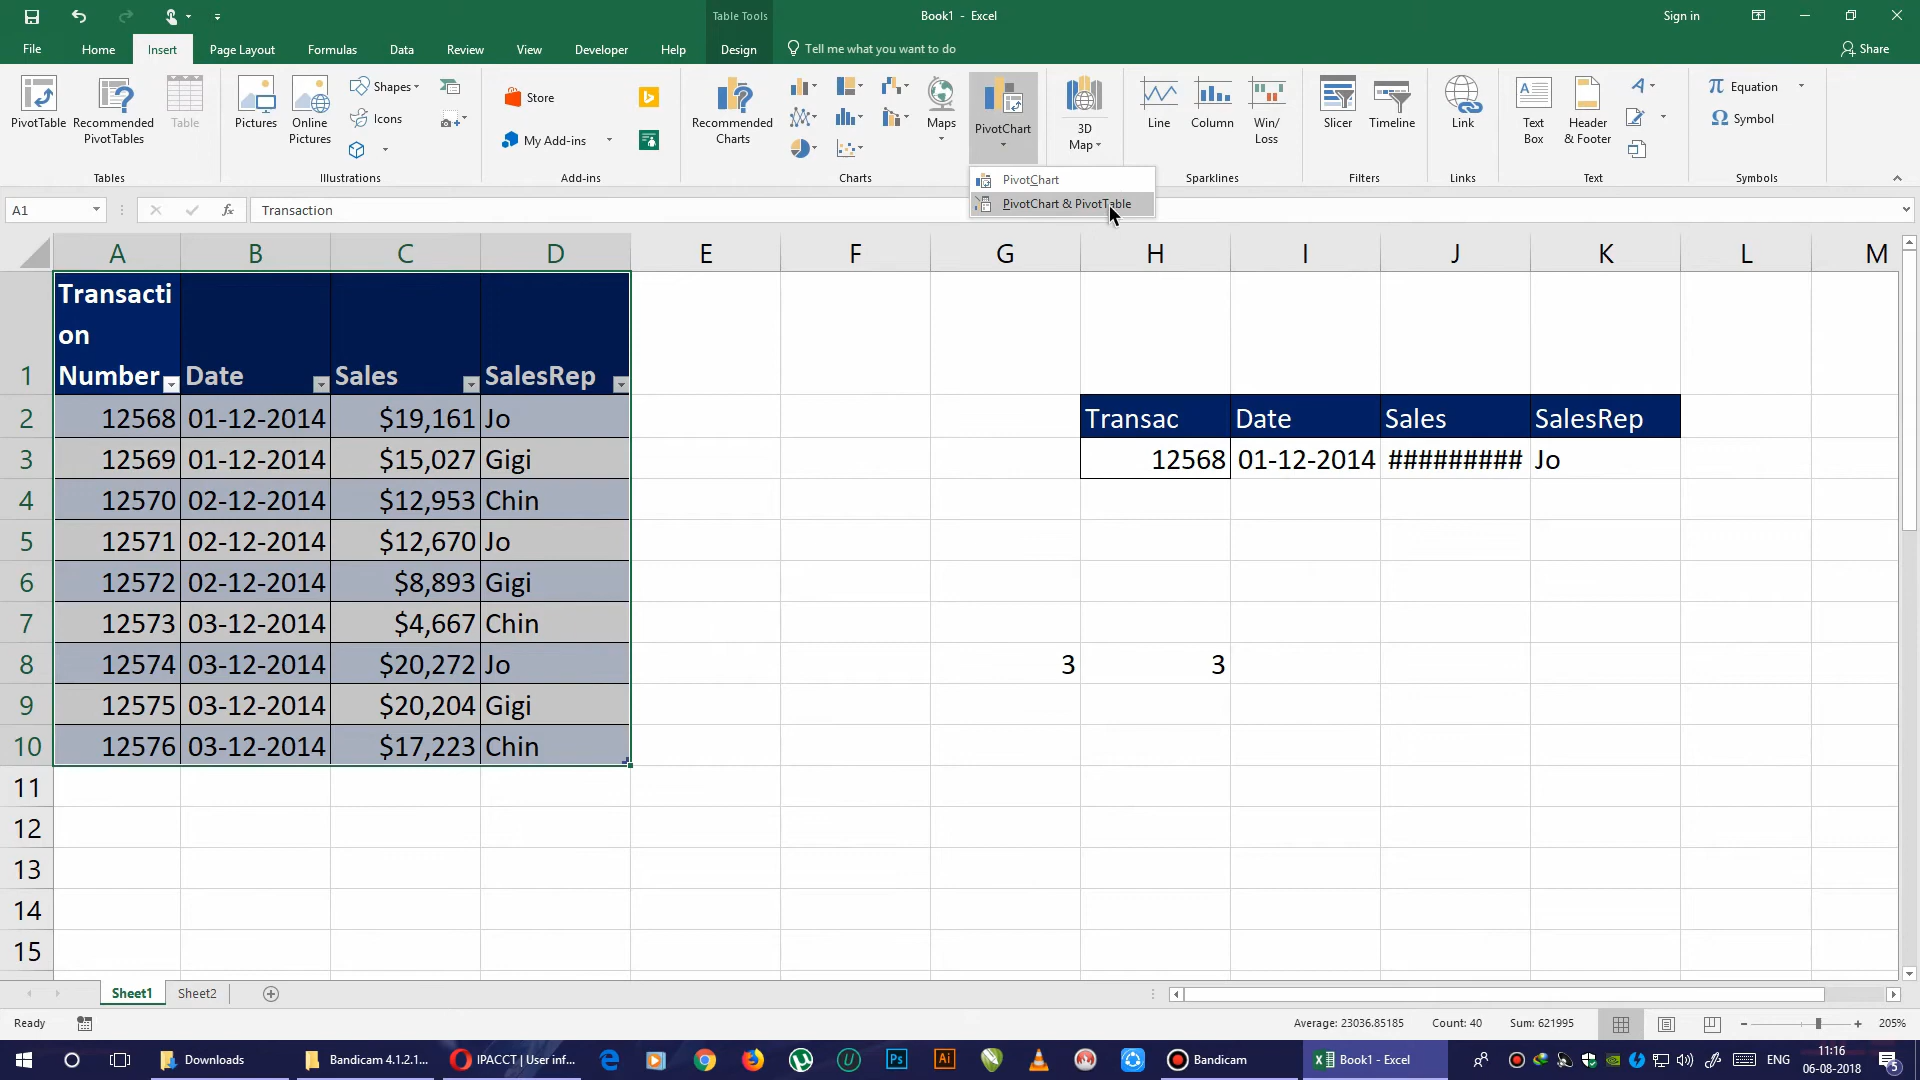 Table Tools
Book1 - Excel
Sign in
File
Home
Insert
Page Layout
Formulas
Data
Review
View
Developer
Help
Design
Tell me what you want to do
Share
PivotTable
Recommended
PivotTables
Table
Pictures
Online
Pictures
Shapes
Icons
Store
My Add-ins
Recommended
Charts
Maps
PivotChart
3D
Map
Line
Column
Win/
Loss
Slicer
Timeline
Link
Text
Box
Header
& Footer
Equation
Symbol
Tables
Illustrations
Add-ins
Charts
Sparklines
Filters
Links
Text
Symbols
PivotChart
PivotChart & PivotTable
A1
fx
Transaction
A B C D E F G H I J K L M
1 Transacti
on
Number Date Sales SalesRep
2 12568 01-12-2014 $19,161 Jo Transac Date Sales SalesRep
3 12569 01-12-2014 $15,027 Gigi 12568 01-12-2014 ######### Jo
4 12570 02-12-2014 $12,953 Chin
5 12571 02-12-2014 $12,670 Jo
6 12572 02-12-2014 $8,893 Gigi
7 12573 03-12-2014 $4,667 Chin
8 12574 03-12-2014 $20,272 Jo 3 3
9 12575 03-12-2014 $20,204 Gigi
10 12576 03-12-2014 $17,223 Chin
11
12
13
14
15
Sheet1
Sheet2
Ready
Average: 23036.85185
Count: 40
Sum: 621995
205%
Downloads
Bandicam 4.1.2.1...
IPACCT | User inf...
Ps
Ai
Bandicam
Book1 - Excel
ENG
11:16
06-08-2018
5